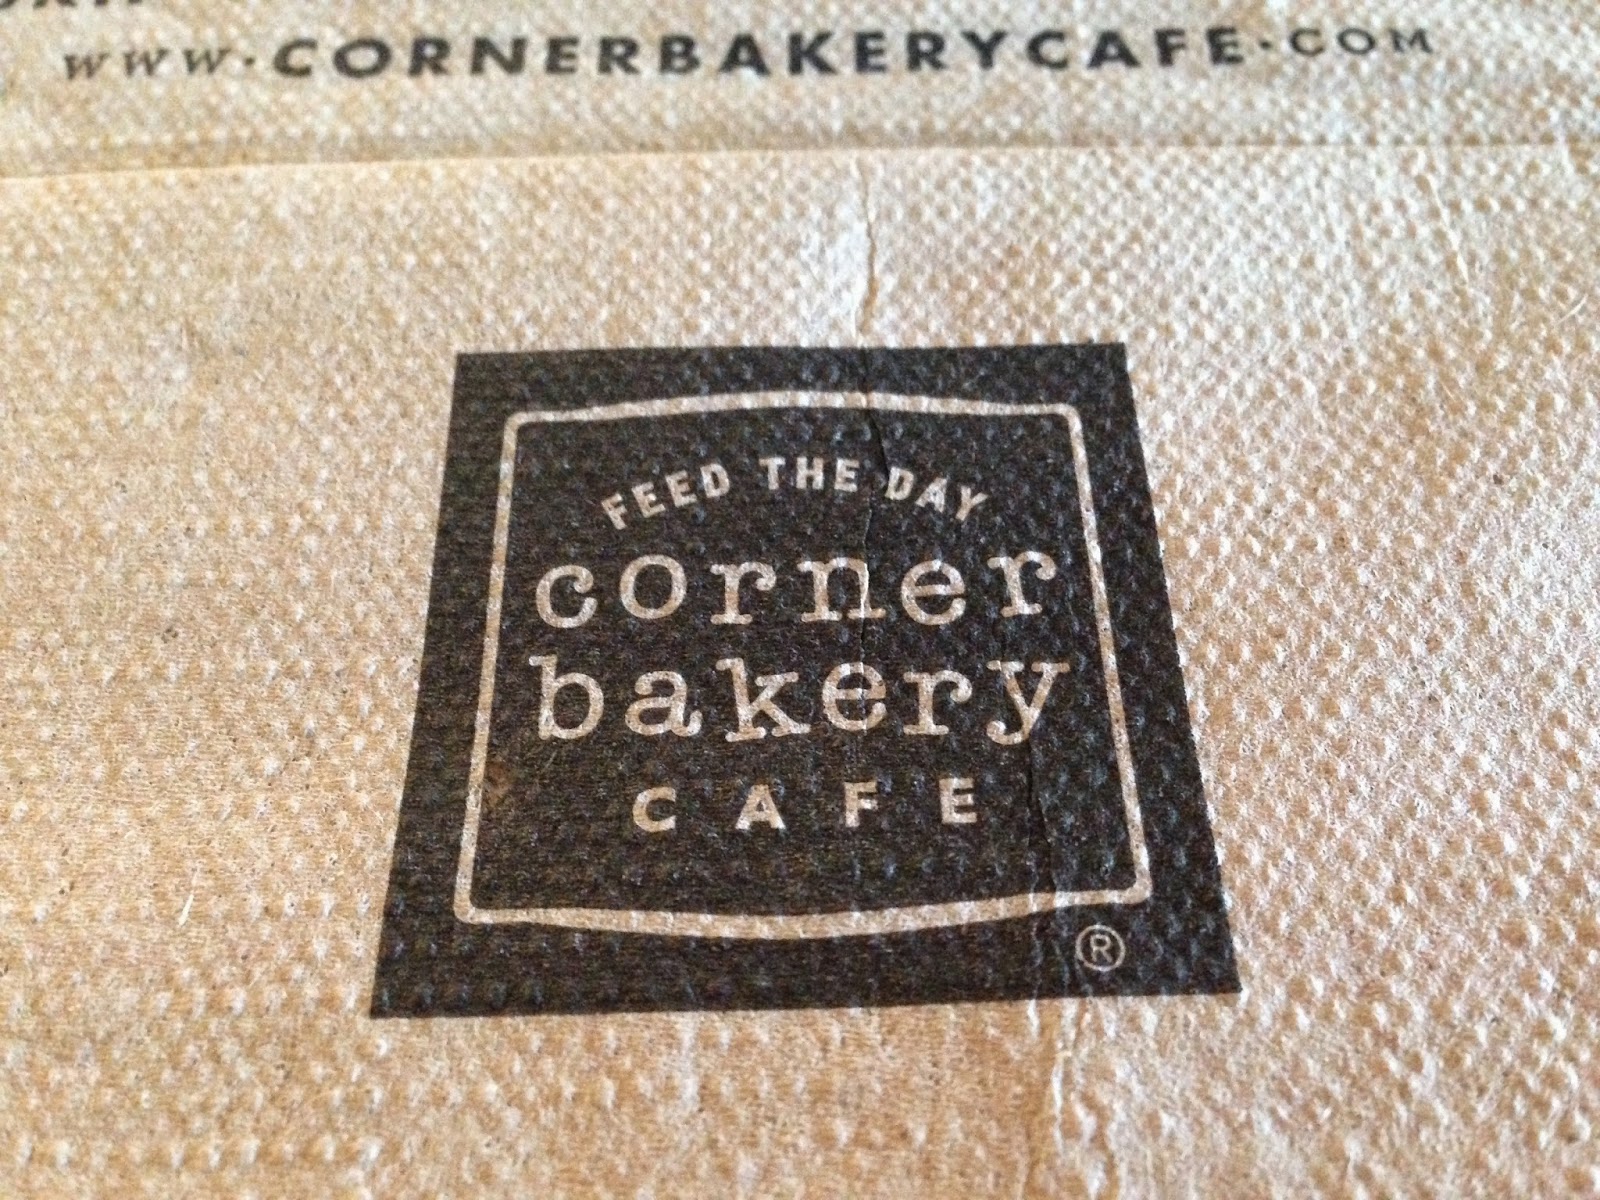 www.CORNERBAKERYCAFE.COM
FEED THE DAY
corner
bakery
CAFE
®